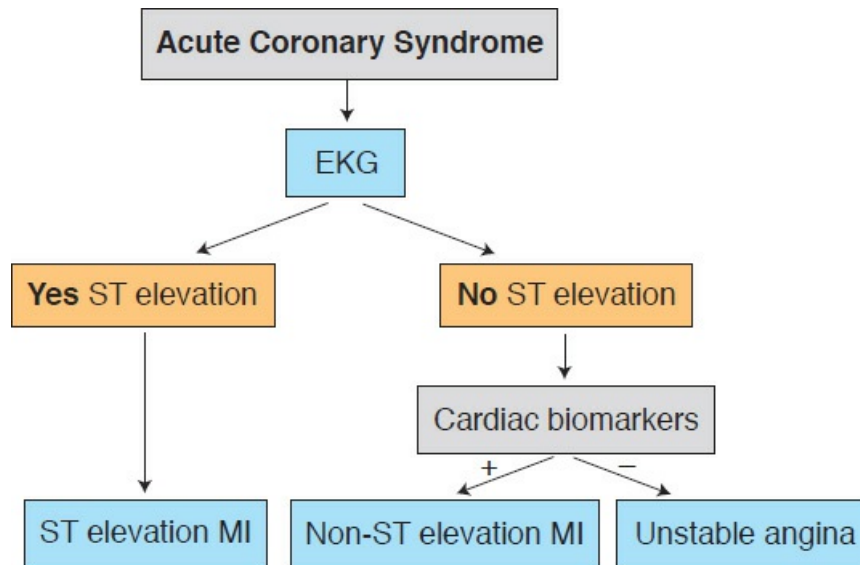 Acute Coronary Syndrome
EKG
Yes ST elevation
No ST elevation
Cardiac biomarkers
+
–
ST elevation MI
Non-ST elevation MI
Unstable angina